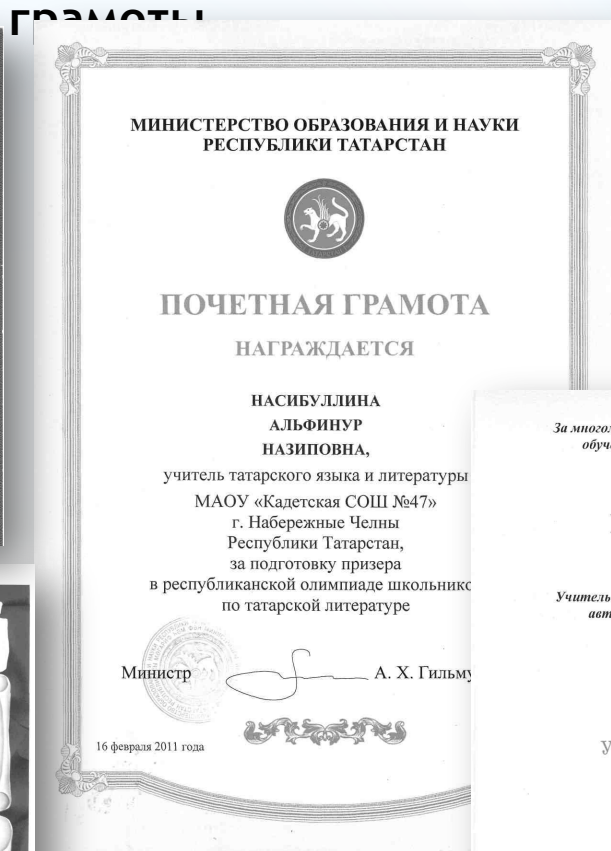 грамоты
МИНИСТЕРСТВО ОБРАЗОВАНИЯ И НАУКИ
РЕСПУБЛИКИ ТАТАРСТАН
ПОЧЕТНАЯ ГРАМОТА
НАГРАЖДАЕТСЯ
НАСИБУЛЛИНА
АЛЬФИНУР
НАЗИПОВНА,
учитель татарского языка и литературы
МАОУ «Кадетская СОШ №47»
г. Набережные Челны
Республики Татарстан,
за подготовку призера
в республиканской олимпиаде школьнико
по татарской литературе
Министр А. Х. Гильму
16 февраля 2011 года
За многол
обуч
Учитель
авт
У